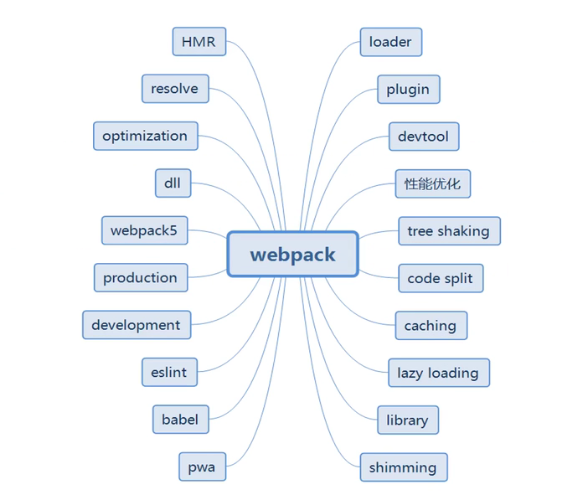 HMR
resolve
optimization
dll
webpack5
production
development
eslint
babel
pwa
webpack
loader
plugin
devtool
性能优化
tree shaking
code split
caching
lazy loading
library
shimming